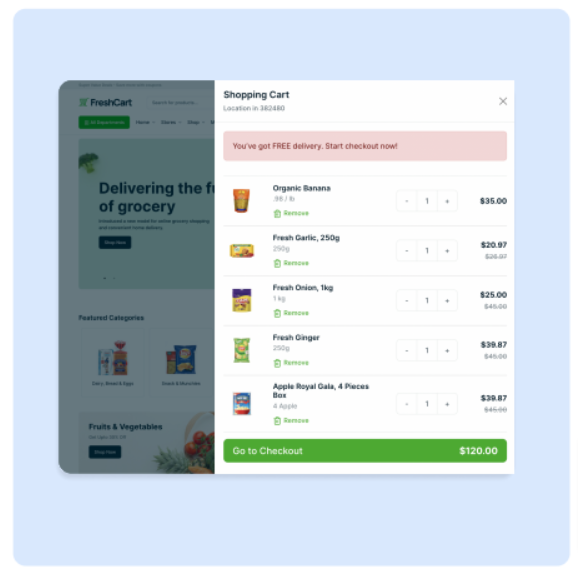 FreshCart
Search for products...
All Departments
Home
Stores
Shop
Delivering the f
of grocery
Introduced a new model for online grocery shopping
and convenient home delivery.
Shop Now
Featured Categories
Dairy, Bread & Eggs
Snack & Munchies
Fruits & Vegetables
Shop Now
Shopping Cart
Location in 382480
You've got FREE delivery. Start checkout now!
Organic Banana
.98 / lb
Remove
- 1 +
$35.00
Fresh Garlic, 250g
250g
Remove
- 1 +
$20.97
$26.97
Fresh Onion, 1kg
1 kg
Remove
- 1 +
$25.00
$45.00
Fresh Ginger
250g
Remove
- 1 +
$39.87
$45.00
Apple Royal Gala, 4 Pieces
Box
4 Apple
Remove
- 1 +
$39.87
$45.00
Go to Checkout
$120.00